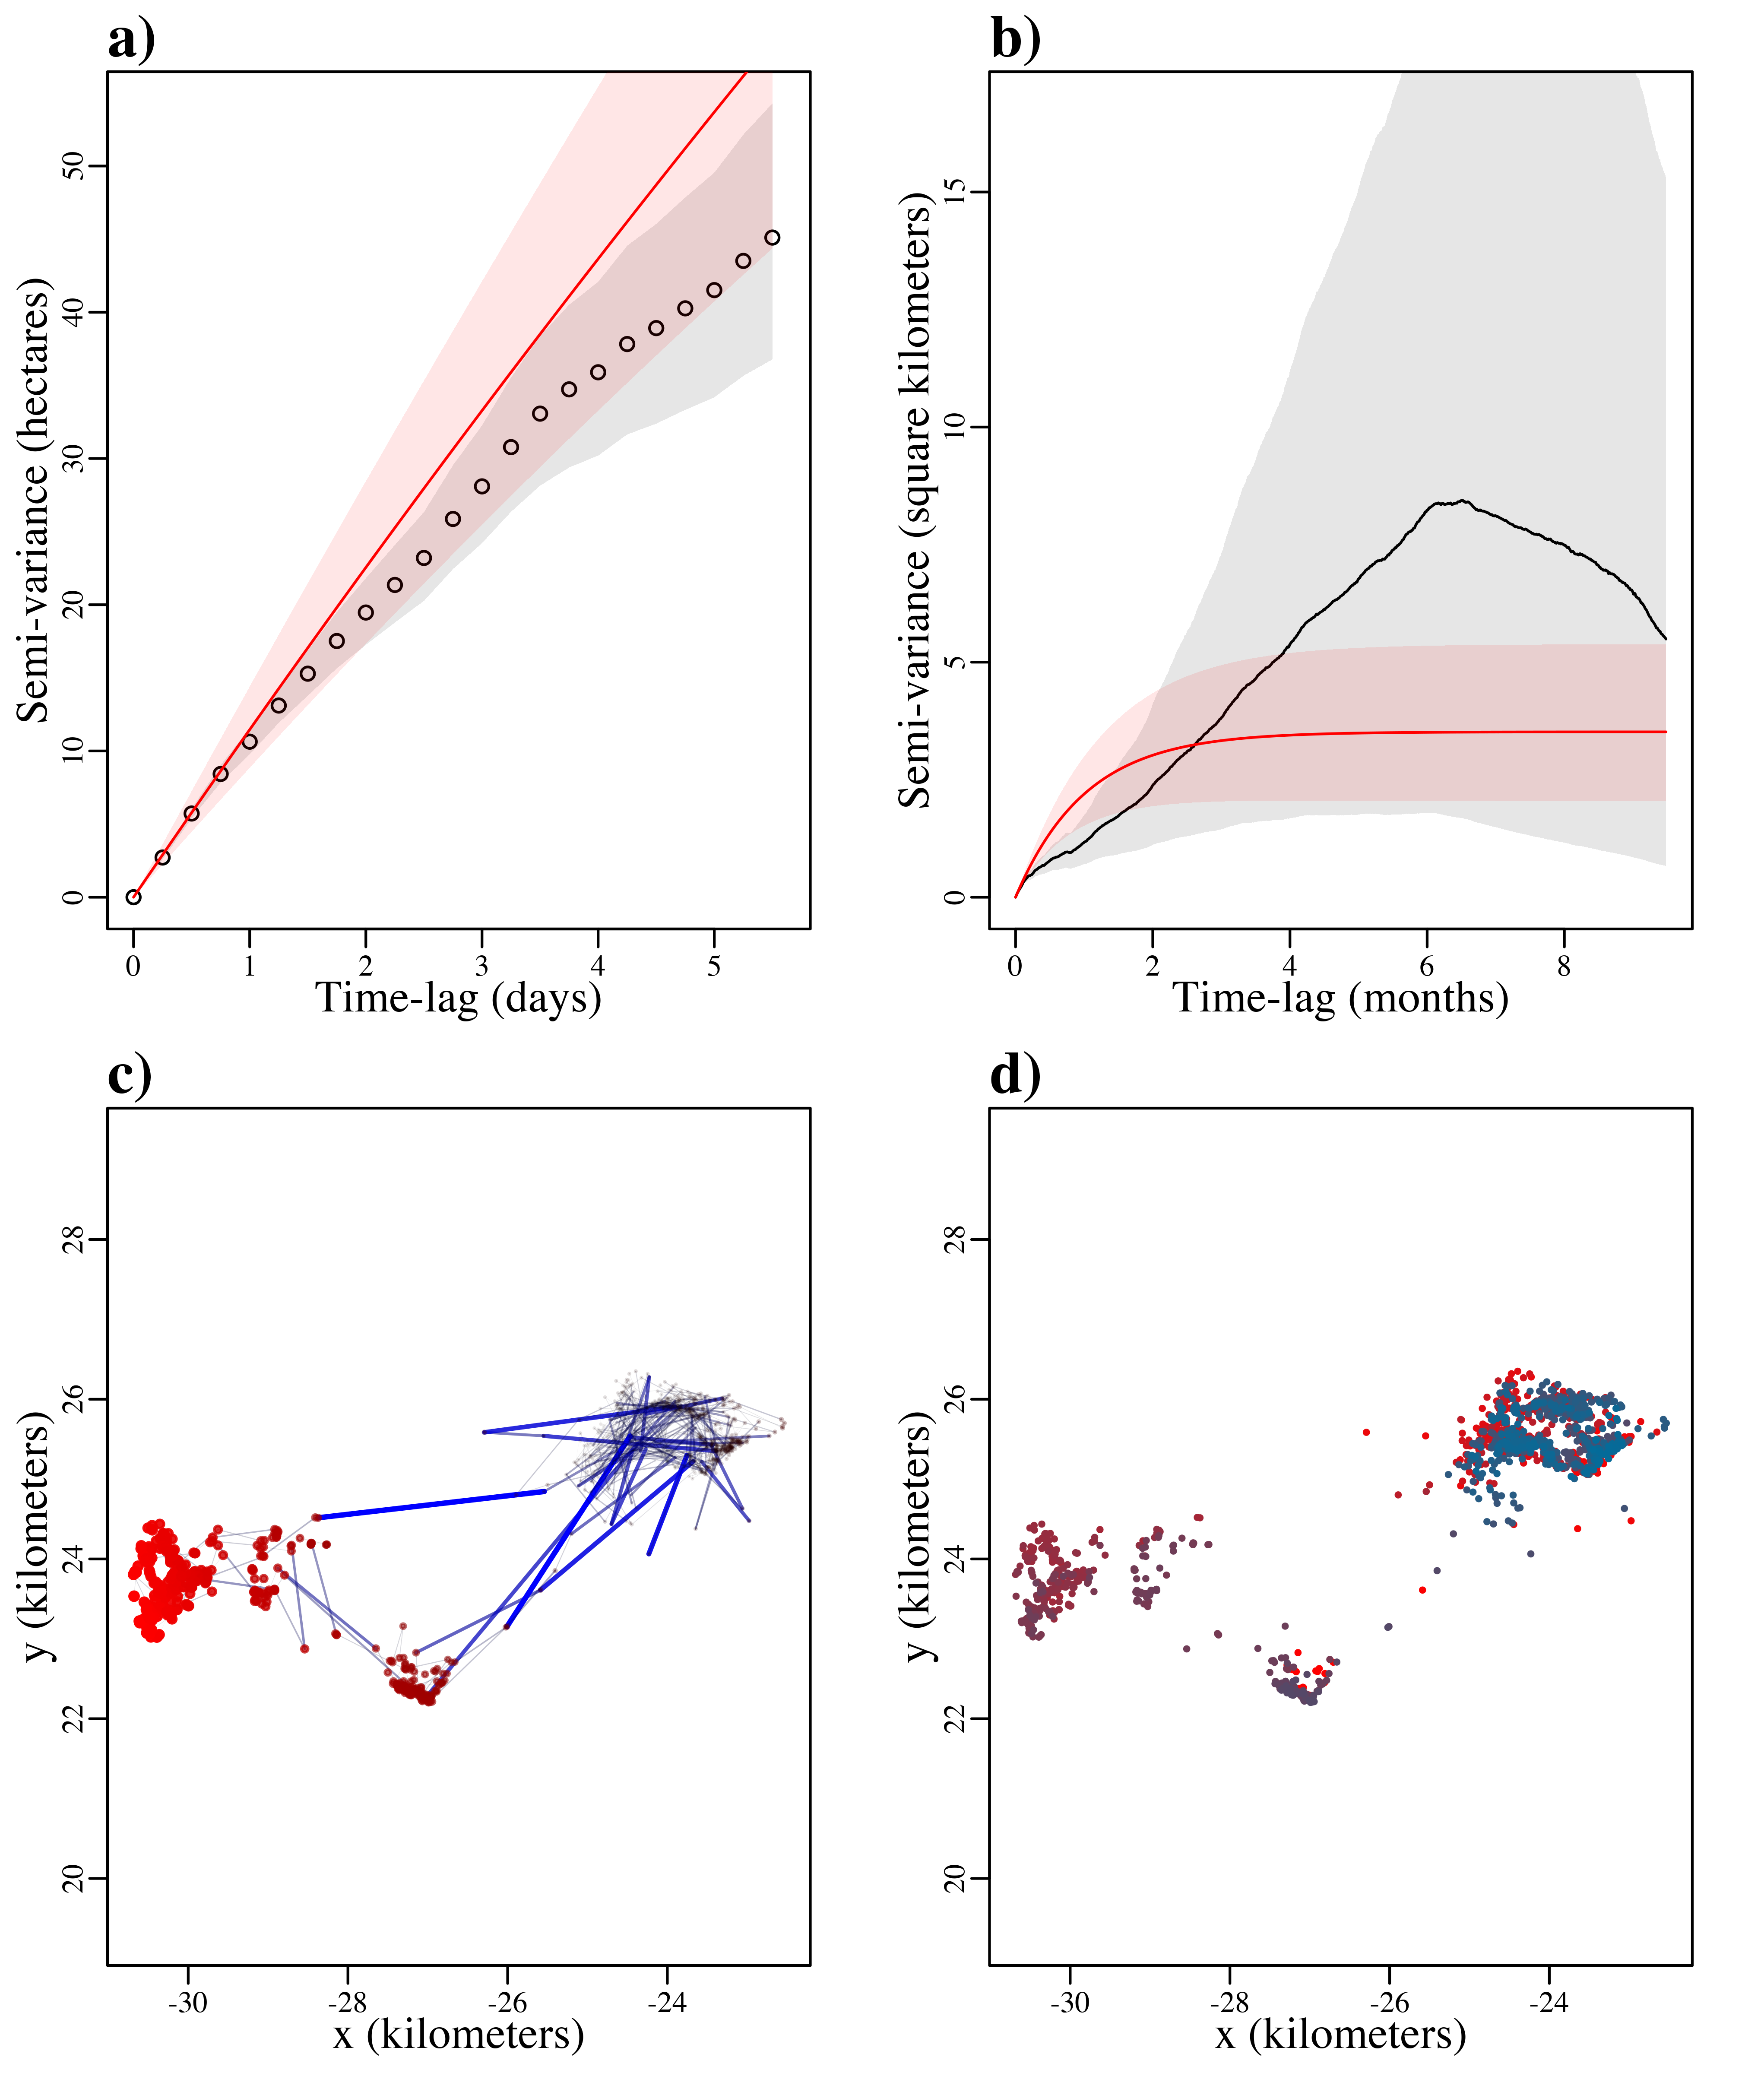 a)
Semi-variance (hectares)
0 10 20 30 40 50
0 1 2 3 4 5
Time-lag (days)
b)
Semi-variance (square kilometers)
0 5 10 15
0 2 4 6 8
Time-lag (months)
c)
y (kilometers)
20 22 24 26 28
-30 -28 -26 -24
x (kilometers)
d)
y (kilometers)
20 22 24 26 28
-30 -28 -26 -24
x (kilometers)